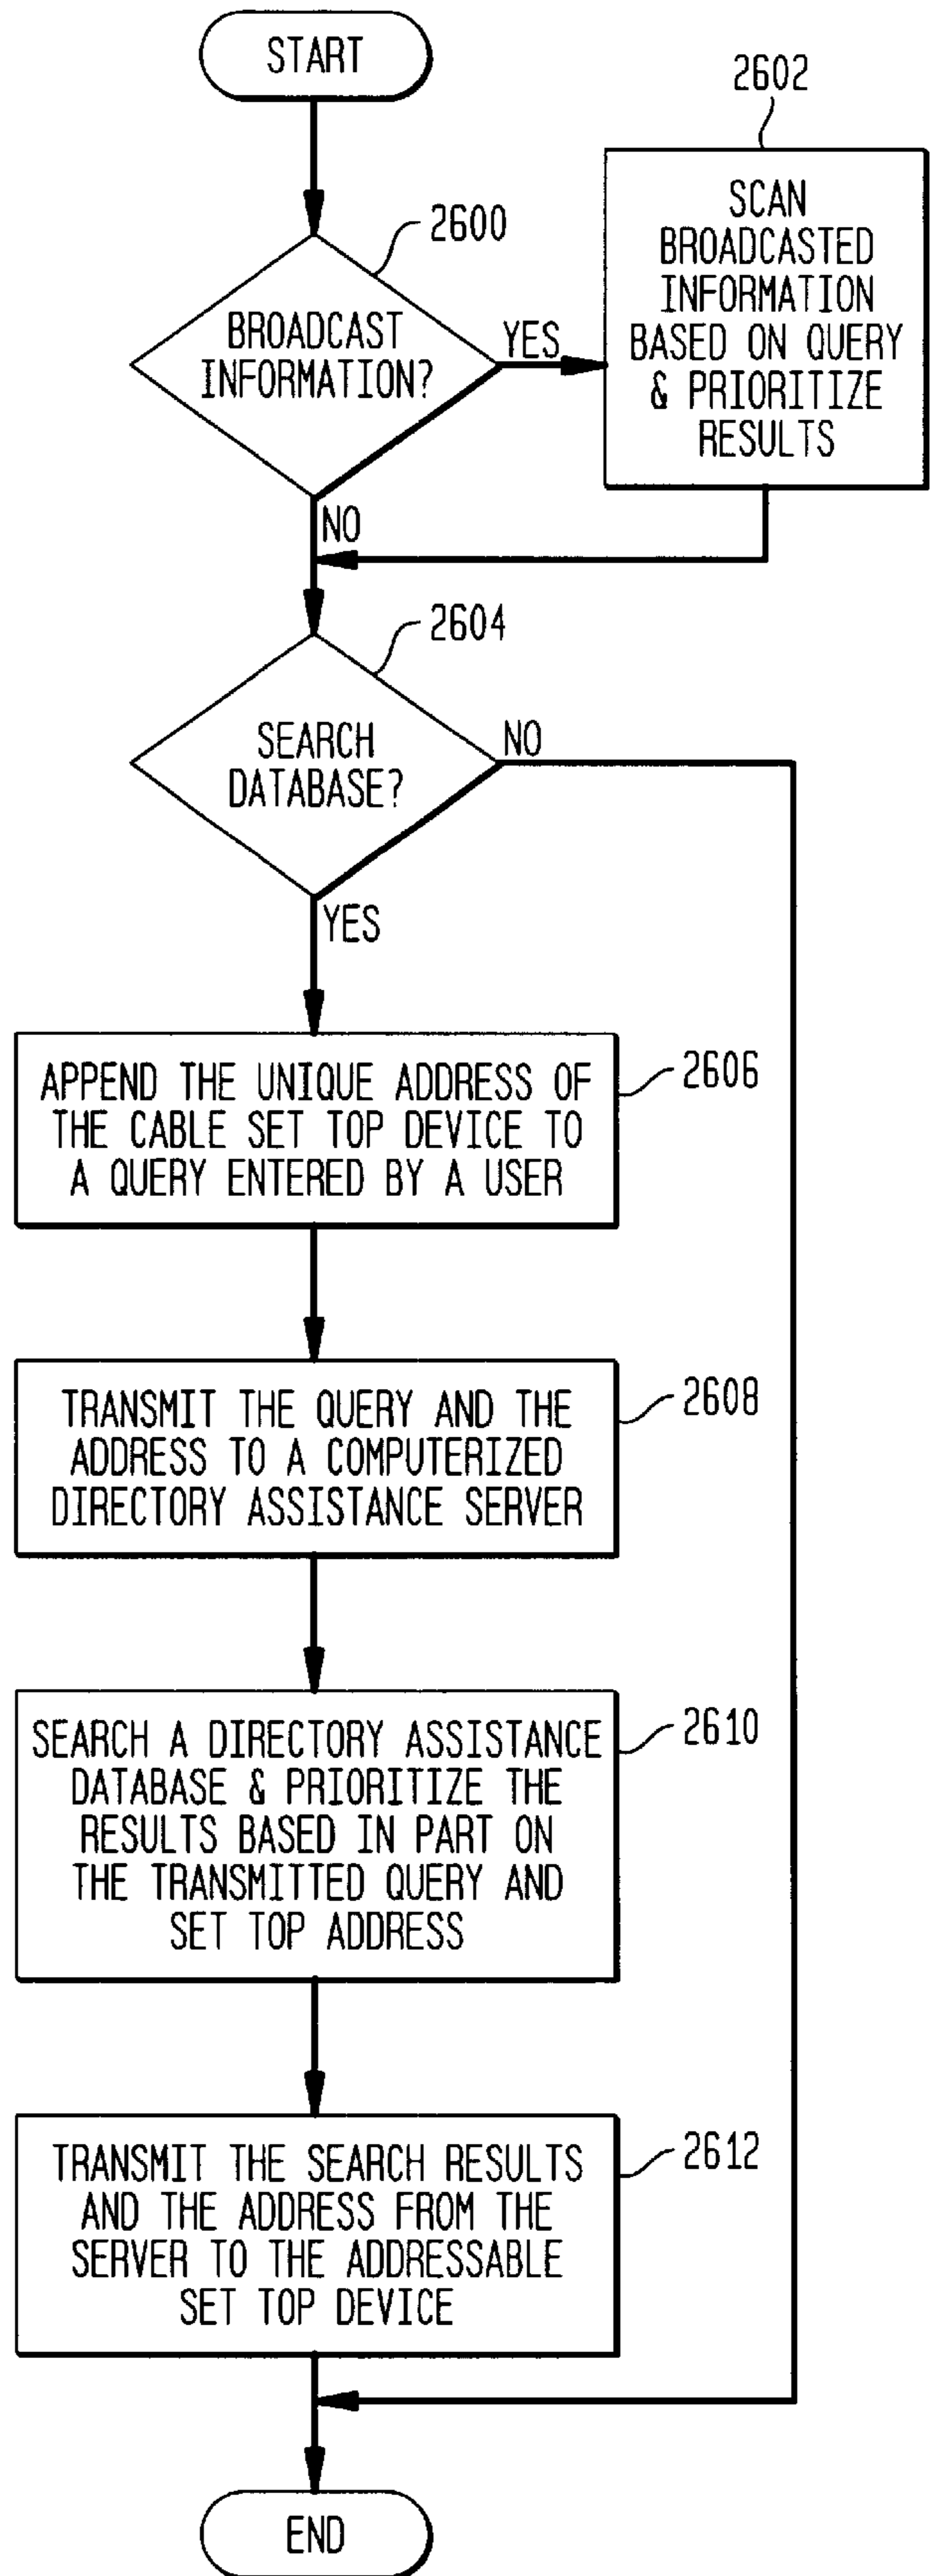 START
2602
SCAN
BROADCASTED
INFORMATION
BASED ON QUERY
& PRIORITIZE
RESULTS
2600
BROADCAST
INFORMATION?
YES
NO
2604
SEARCH
DATABASE?
NO
YES
2606
APPEND THE UNIQUE ADDRESS OF
THE CABLE SET TOP DEVICE TO
A QUERY ENTERED BY A USER
2608
TRANSMIT THE QUERY AND THE
ADDRESS TO A COMPUTERIZED
DIRECTORY ASSISTANCE SERVER
2610
SEARCH A DIRECTORY ASSISTANCE
DATABASE & PRIORITIZE THE
RESULTS BASED IN PART ON
THE TRANSMITTED QUERY AND
SET TOP ADDRESS
2612
TRANSMIT THE SEARCH RESULTS
AND THE ADDRESS FROM THE
SERVER TO THE ADDRESSABLE
SET TOP DEVICE
END